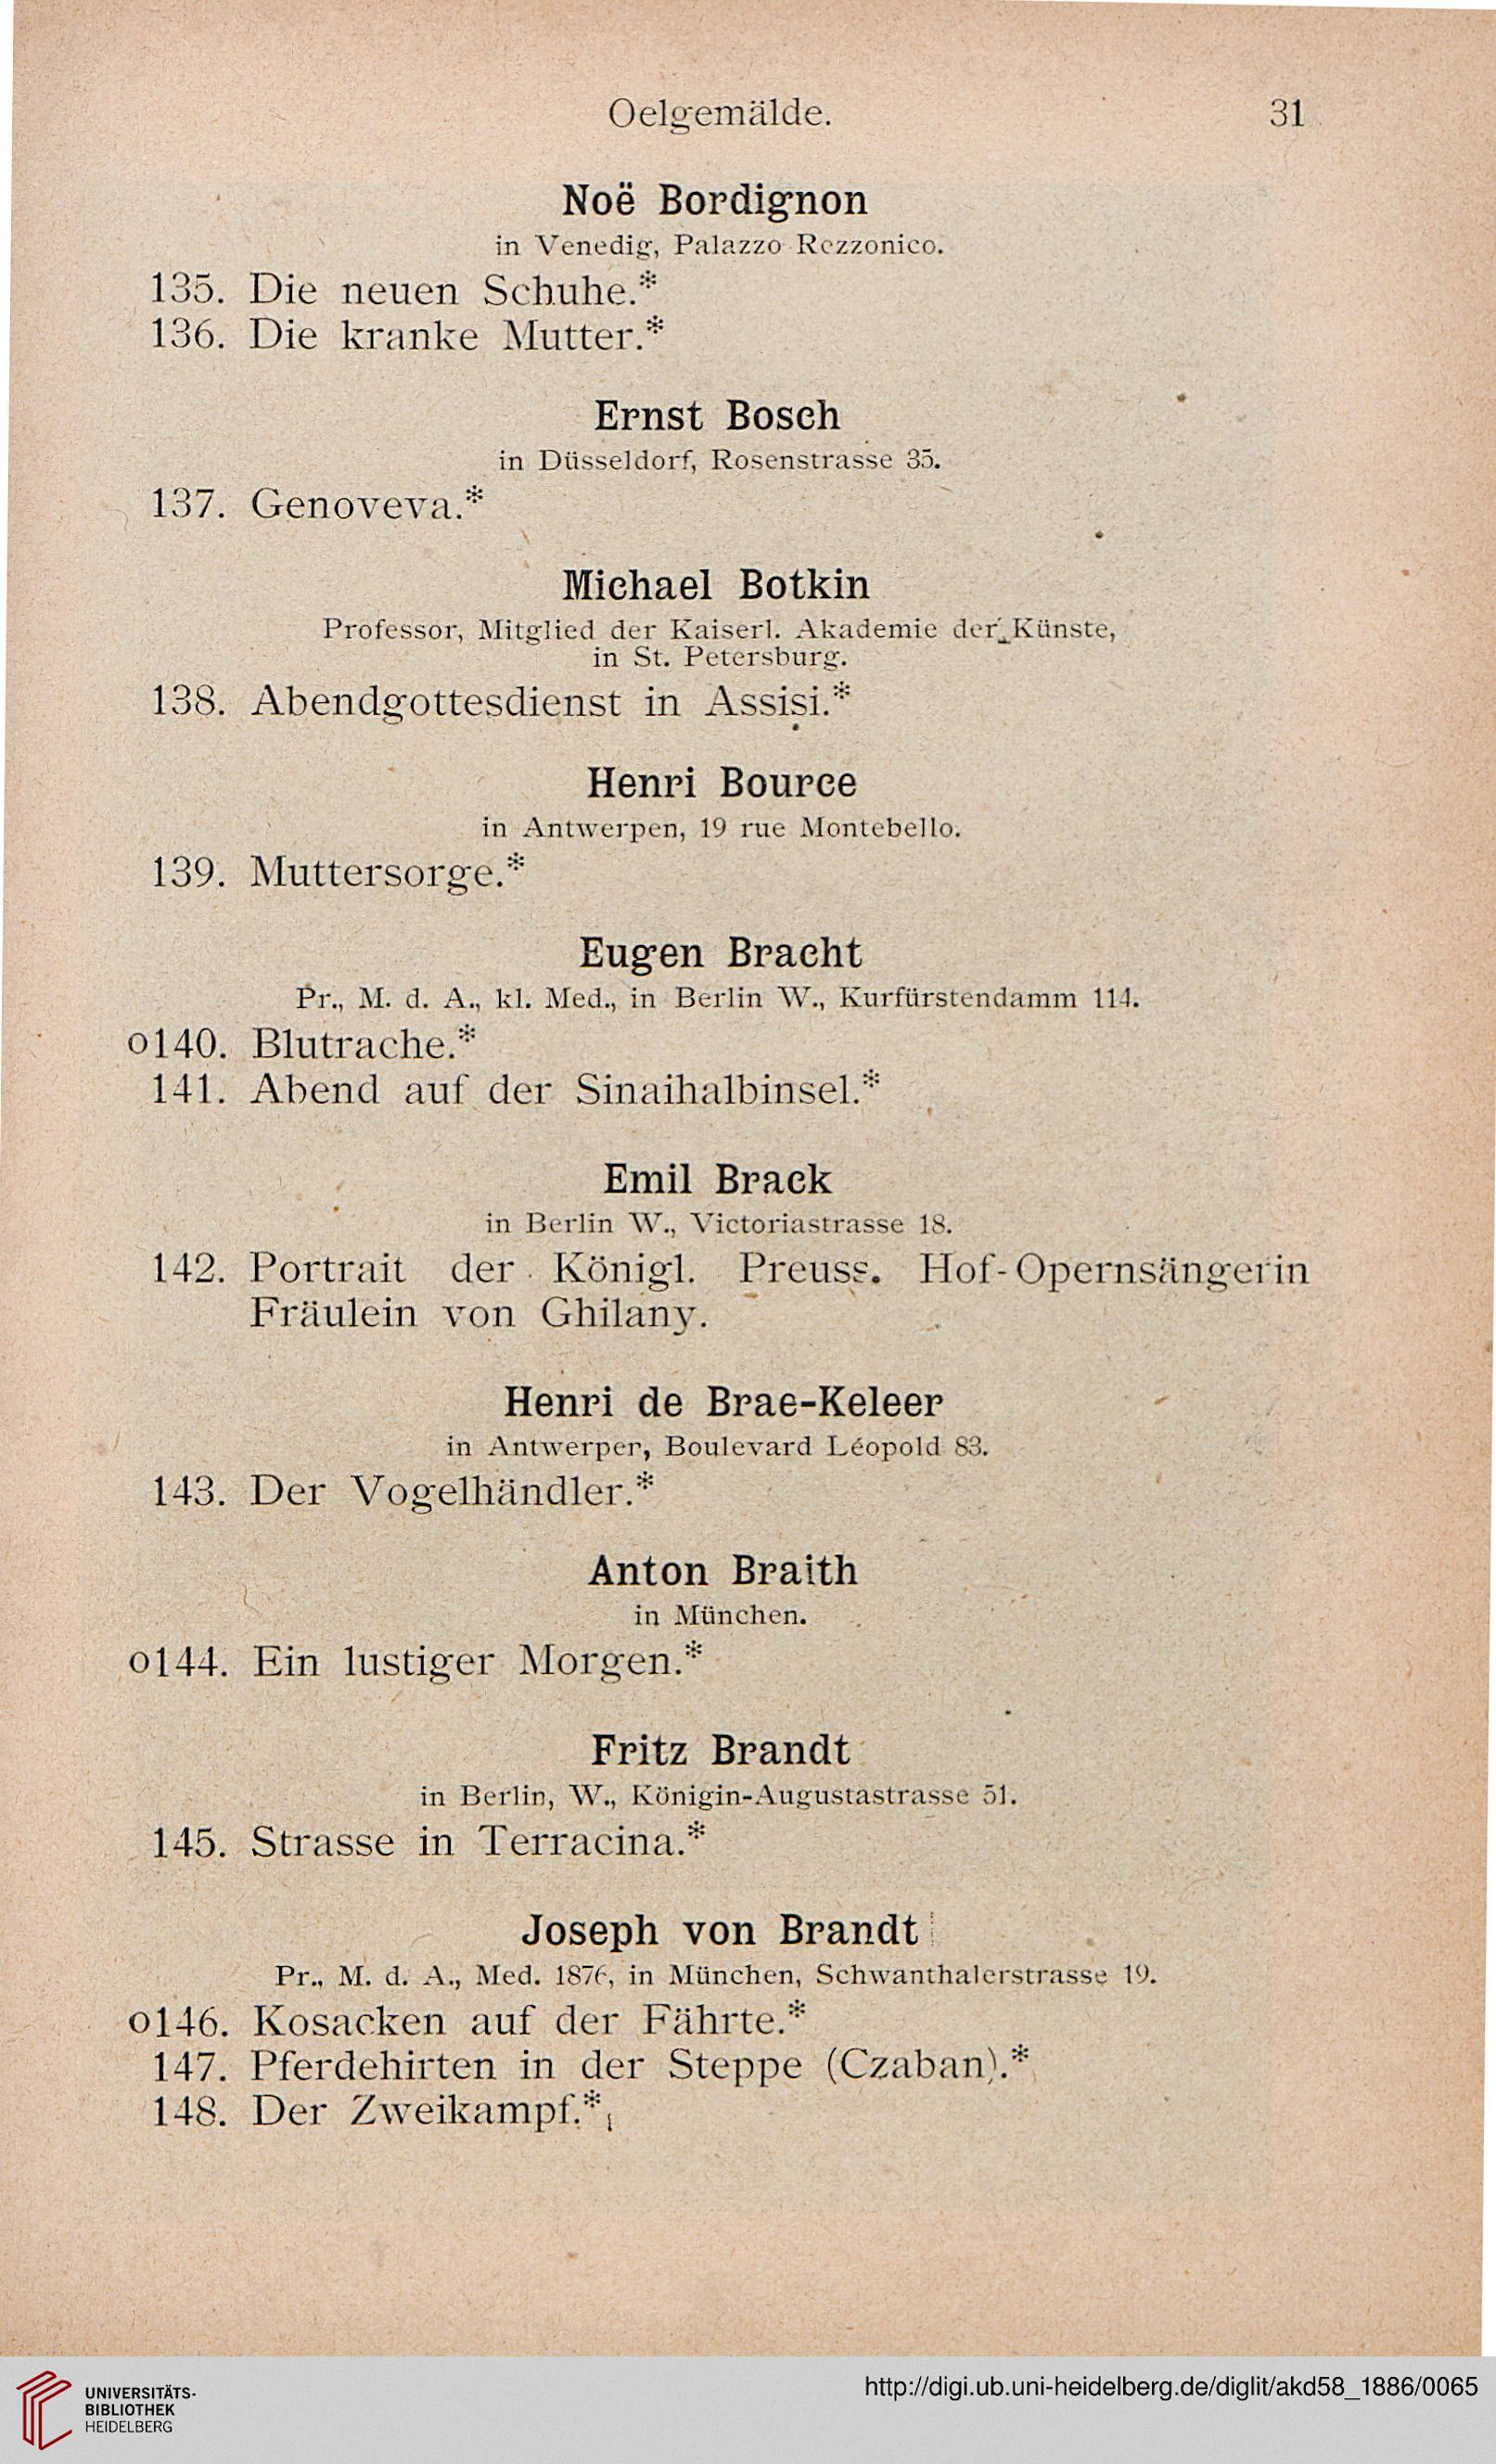 Oelgemälde. 31
Noë Bordignon
in Venedig, Palazzo Rezzonico.
135. Die neuen Schuhe.*
136. Die kranke Mutter.*
Ernst Bosch
in Düsseldorf, Rosenstrasse 35.
137. Genoveva.*
Michael Botkin
Professor, Mitglied der Kaiserl. Akademie der Künste,
in St. Petersburg.
138. Abendgottesdienst in Assisi.*
Henri Bource
in Antwerpen, 19 rue Montebello.
139. Muttersorge.*
Eugen Bracht
Pr., M. d. A., kl. Med., in Berlin W., Kurfürstendamm 114.
o140. Blutrache.*
141. Abend auf der Sinaihalbinsel.*
Emil Brack
in Berlin W., Victoriastrasse 18.
142. Portrait der Königl. Preuss. Hof-Opernsängerin
Fräulein von Ghilany.
Henri de Brae-Keleer
in Antwerpen, Boulevard Léopold 83.
143. Der Vogelhändler.*
Anton Braith
in München.
o144. Ein lustiger Morgen.*
Fritz Brandt
in Berlin, W., Königin-Augustastrasse 51.
145. Strasse in Terracina.*
Joseph von Brandt
Pr., M. d. A., Med. 1876, in München, Schwanthalerstrasse 19.
o146. Kosacken auf der Fährte.*
147. Pferdehirten in der Steppe (Czaban).*
148. Der Zweikampf.*
UNIVERSITÄTS-
BIBLIOTHEK
HEIDELBERG
http://digi.ub.uni-heidelberg.de/diglit/akd58_1886/0065